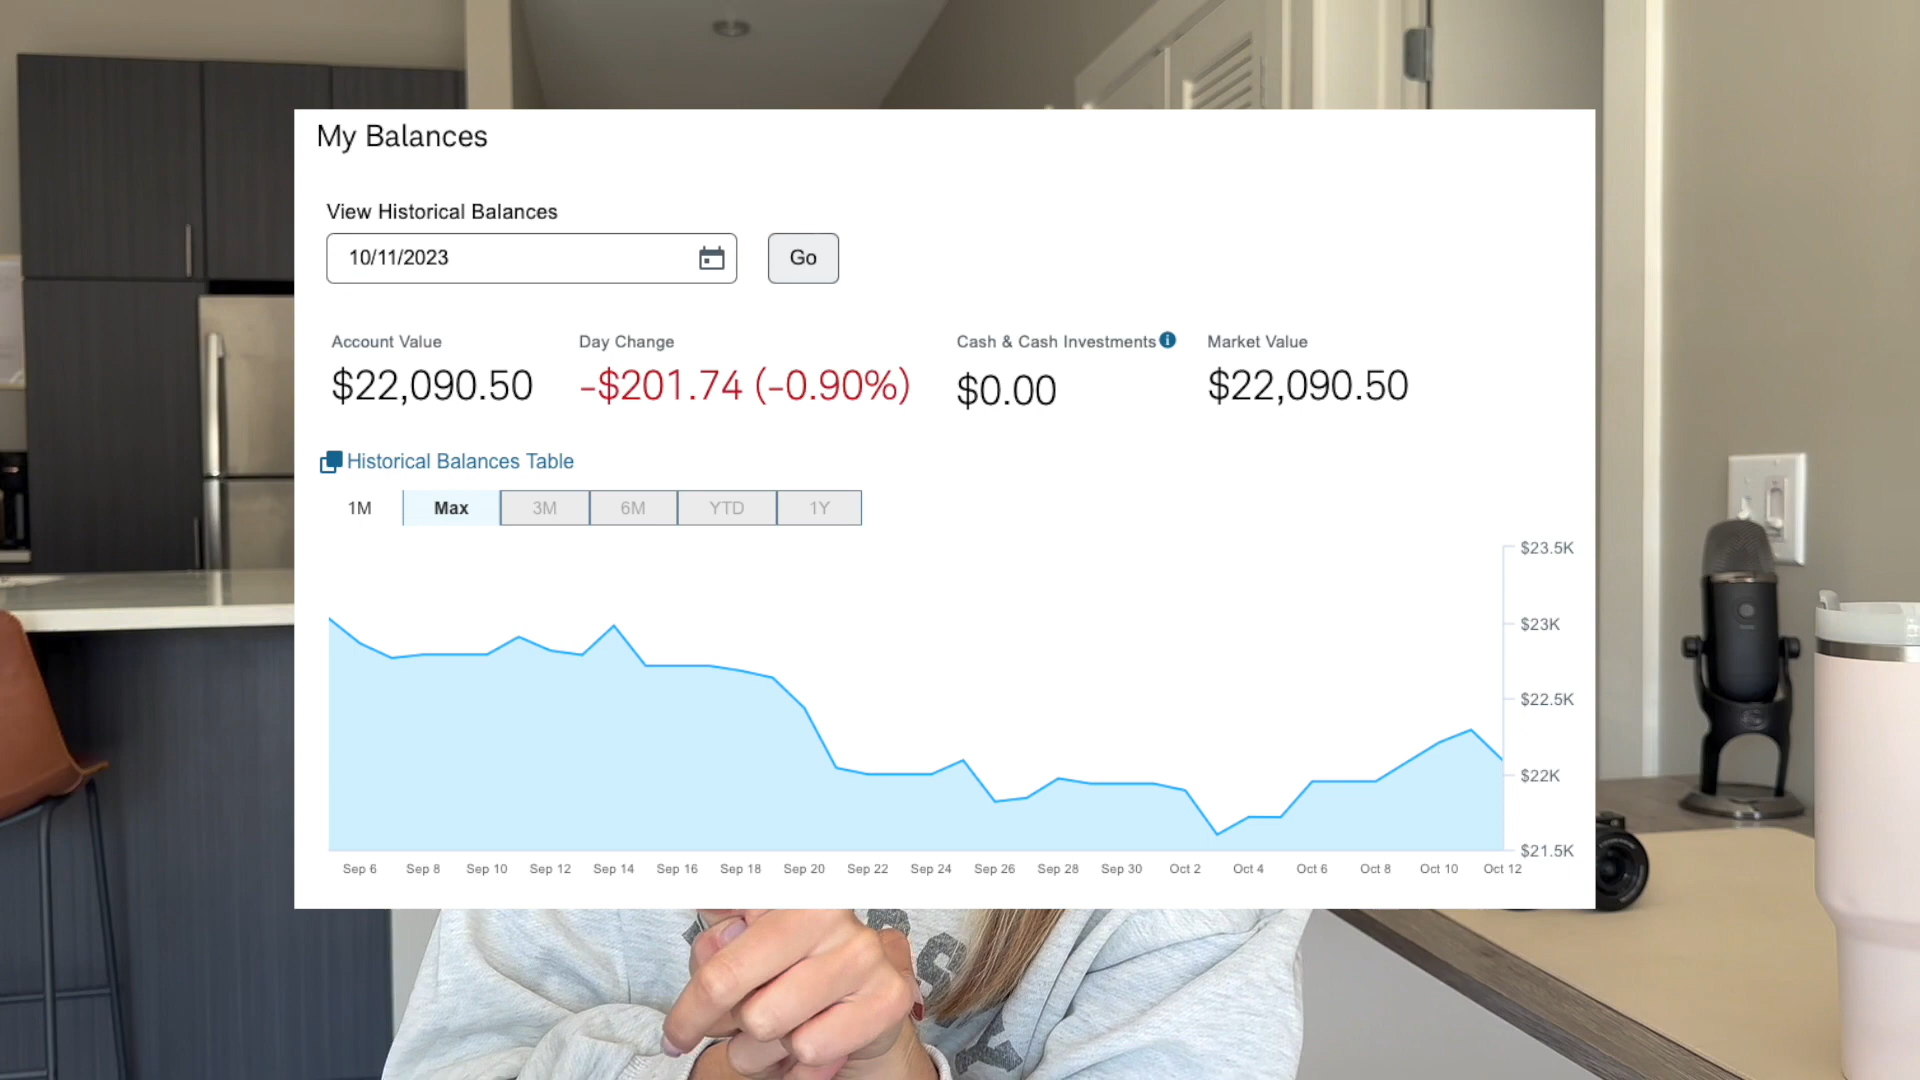 My Balances
View Historical Balances
10/11/2023 Go
Account Value Day Change Cash & Cash Investments Market Value
$22,090.50 -$201.74 (-0.90%) $0.00 $22,090.50
Historical Balances Table
1M Max 3M 6M YTD 1Y
$23.5K
$23K
$22.5K
$22K
$21.5K
Sep 6 Sep 8 Sep 10 Sep 12 Sep 14 Sep 16 Sep 18 Sep 20 Sep 22 Sep 24 Sep 26 Sep 28 Sep 30 Oct 2 Oct 4 Oct 6 Oct 8 Oct 10 Oct 12